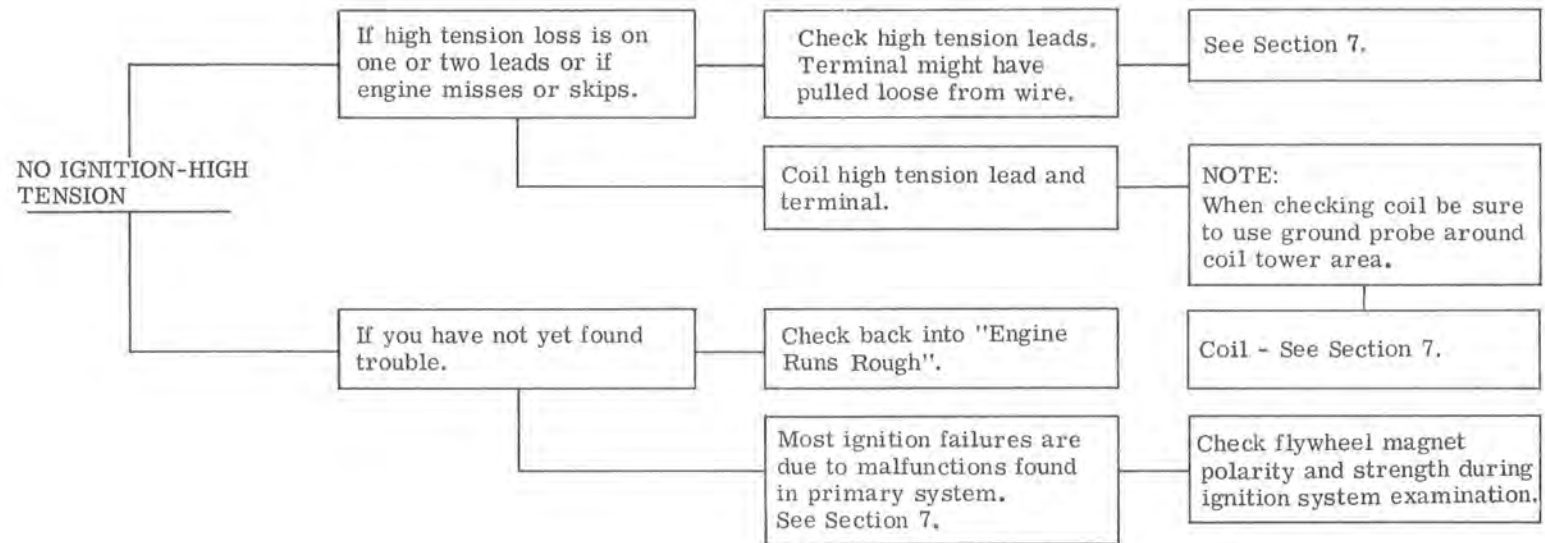 If high tension loss is on
one or two leads or if
engine misses or skips.
Check high tension leads.
Terminal might have
pulled loose from wire.
See Section 7.
NO IGNITION-HIGH
TENSION
Coil high tension lead and
terminal.
NOTE:
When checking coil be sure
to use ground probe around
coil tower area.
If you have not yet found
trouble.
Check back into "Engine
Runs Rough".
Coil - See Section 7.
Most ignition failures are
due to malfunctions found
in primary system.
See Section 7.
Check flywheel magnet
polarity and strength during
ignition system examination.